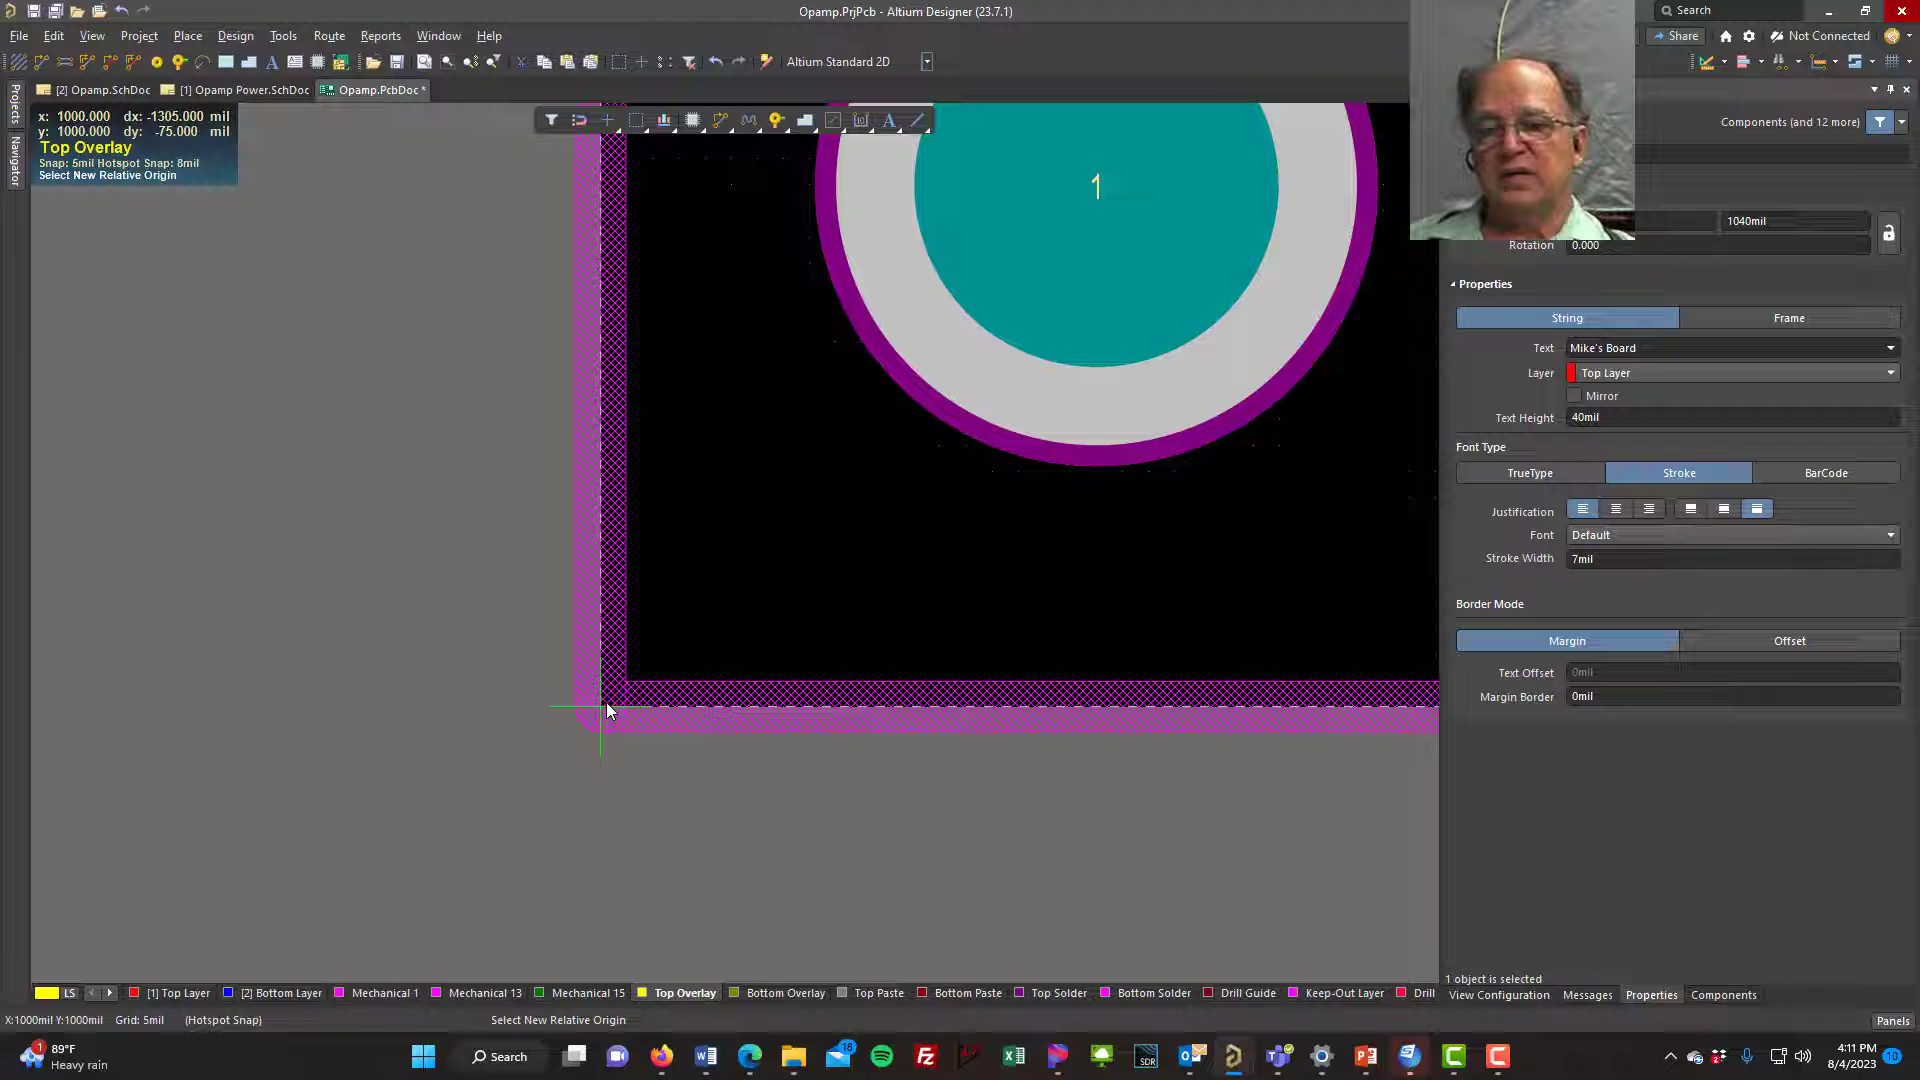 Opamp.PrjPcb - Altium Designer (23.7.1)
Search
File Edit View Project Place Design Tools Route Reports Window Help
Share
Not Connected
Altium Standard 2D
[2] Opamp.SchDoc
[1] Opamp Power.SchDoc
Opamp.PcbDoc *
Projects
Navigator
x: 1000.000 dx: -1305.000 mil
y: 1000.000 dy: -75.000 mil
Top Overlay
Snap: 5mil Hotspot Snap: 8mil
Select New Relative Origin
1
Components (and 12 more)
1040mil
Rotation 0.000
Properties
String Frame
Text Mike's Board
Layer Top Layer
Mirror
Text Height 40mil
Font Type
TrueType Stroke BarCode
Justification
Font Default
Stroke Width 7mil
Border Mode
Margin Offset
Text Offset 0mil
Margin Border 0mil
1 object is selected
LS [1] Top Layer [2] Bottom Layer Mechanical 1 Mechanical 13 Mechanical 15 Top Overlay Bottom Overlay Top Paste Bottom Paste Top Solder Bottom Solder Drill Guide Keep-Out Layer Drill
View Configuration Messages Properties Components
X:1000mil Y:1000mil Grid: 5mil (Hotspot Snap) Select New Relative Origin
Panels
1
89°F
Heavy rain
Search
18
SDR
4:11 PM
8/4/2023